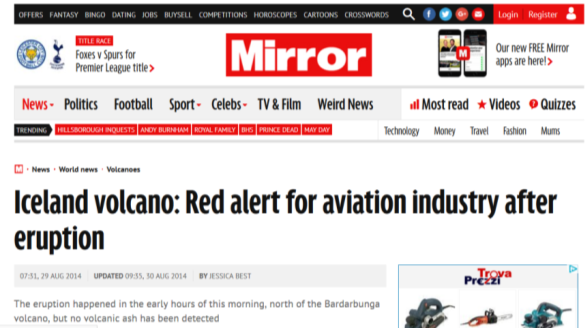 OFFERS FANTASY BINGO DATING JOBS BUYSELL COMPETITIONS HOROSCOPES CARTOONS CROSSWORDS Login Register
TITLE RACE
Foxes v Spurs for
Premier League title>
Mirror
M
Our new FREE Mirror
apps are here!>
News Politics Football Sport Celebs TV & Film Weird News Most read Videos Quizzes
TRENDING HILLSBOROUGH INQUESTS ANDY BURNHAM ROYAL FAMILY BHS PRINCE DEAD MAY DAY Technology Money Travel Fashion Mums
M News World news Volcanoes
Iceland volcano: Red alert for aviation industry after
eruption
07:31, 29 AUG 2014 UPDATED 09:35, 30 AUG 2014 BY JESSICA BEST
The eruption happened in the early hours of this morning, north of the Bardarbunga
volcano, but no volcanic ash has been detected
Trova
Prezzi